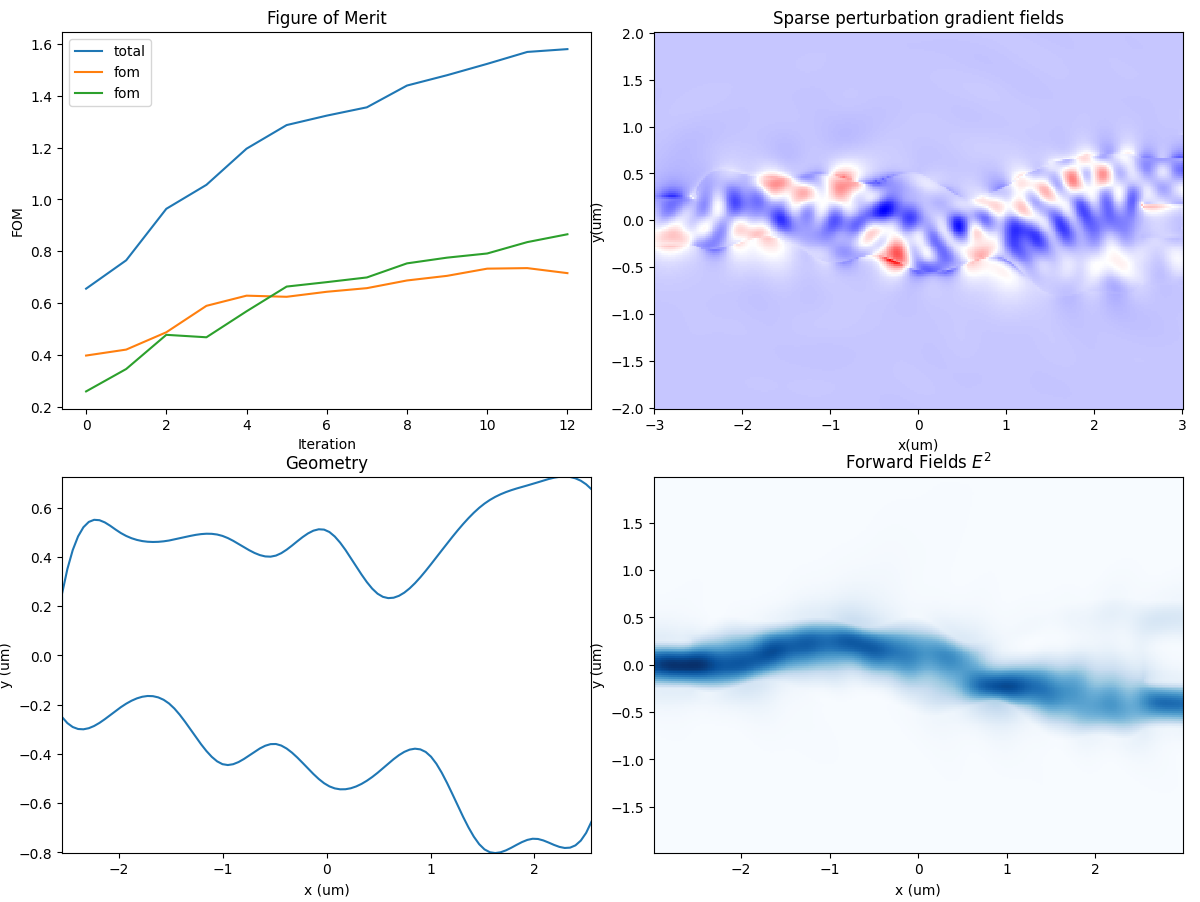 Figure of Merit
total
fom
fom
1.6
1.4
1.2
1.0
0.8
0.6
0.4
0.2
FOM
0 2 4 6 8 10 12
Iteration
Sparse perturbation gradient fields
2.0
1.5
1.0
0.5
0.0
−0.5
−1.0
−1.5
−2.0
y(um)
−3 −2 −1 0 1 2 3
x(um)
Geometry
0.6
0.4
0.2
0.0
−0.2
−0.4
−0.6
−0.8
y (um)
−2 −1 0 1 2
x (um)
Forward Fields E²
1.5
1.0
0.5
0.0
−0.5
−1.0
−1.5
y (um)
−2 −1 0 1 2
x (um)